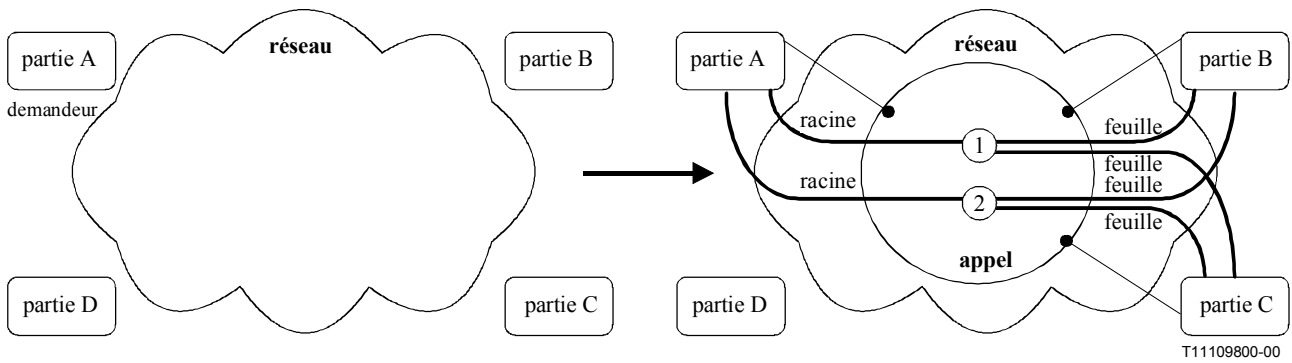 réseau
partie A
partie B
demandeur
partie D
partie C
réseau
partie A
partie B
racine
feuille
1
feuille
racine
feuille
2
feuille
appel
partie D
partie C
T11109800-00